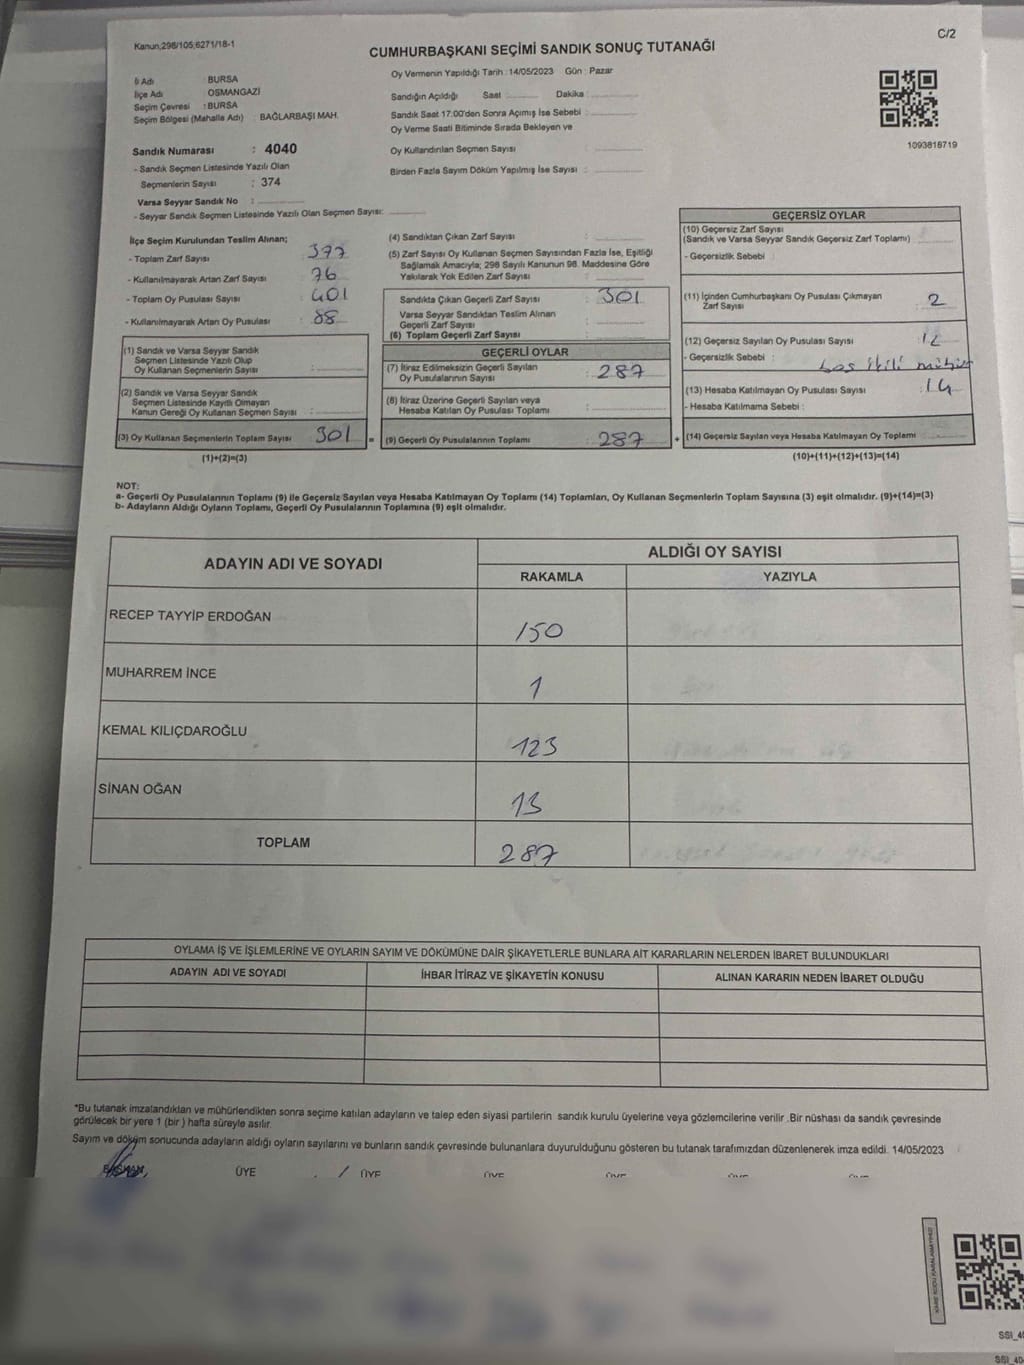 Kanun,298/105;6271/18-1
C/2
CUMHURBAŞKANI SEÇİMİ SANDIK SONUÇ TUTANAĞI
İl Adı : BURSA
İlçe Adı OSMANGAZİ
Seçim Çevresi : BURSA
Seçim Bölgesi (Mahalle Adı) : BAĞLARBAŞI MAH.
Sandık Numarası : 4040
- Sandık Seçmen Listesinde Yazılı Olan
Seçmenlerin Sayısı : 374
Varsa Seyyar Sandık No :
- Seyyar Sandık Seçmen Listesinde Yazılı Olan Seçmen Sayısı:
Oy Vermenin Yapıldığı Tarih : 14/05/2023 Gün : Pazar
Sandığın Açıldığı Saat Dakika :
Sandık Saat 17:00'den Sonra Açımış İse Sebebi :
Oy Verme Saati Bitiminde Sırada Bekleyen ve
Oy Kullandırılan Seçmen Sayısı
Birden Fazla Sayım Döküm Yapılmış İse Sayısı :
1093818719
İlçe Seçim Kurulundan Teslim Alınan;
- Toplam Zarf Sayısı : 377
- Kullanılmayarak Artan Zarf Sayısı : 76
- Toplam Oy Pusulası Sayısı : 401
- Kullanılmayarak Artan Oy Pusulası : 88
(1) Sandık ve Varsa Seyyar Sandık
Seçmen Listesinde Yazılı Olup
Oy Kullanan Seçmenlerin Sayısı :
(2) Sandık ve Varsa Seyyar Sandık
Seçmen Listesinde Kayıtlı Olmayan
Kanun Gereği Oy Kullanan Seçmen Sayısı :
(3) Oy Kullanan Seçmenlerin Toplam Sayısı 301 =
(1)+(2)=(3)
(4) Sandıktan Çıkan Zarf Sayısı :
(5) Zarf Sayısı Oy Kullanan Seçmen Sayısından Fazla İse, Eşitliği
Sağlamak Amacıyla; 298 Sayılı Kanunun 98. Maddesine Göre
Yakılarak Yok Edilen Zarf Sayısı :
Sandıkta Çıkan Geçerli Zarf Sayısı : 301
Varsa Seyyar Sandıktan Teslim Alınan
Geçerli Zarf Sayısı :
(6) Toplam Geçerli Zarf Sayısı :
GEÇERLİ OYLAR
(7) İtiraz Edilmeksizin Geçerli Sayılan
Oy Pusulalarının Sayısı : 287
(8) İtiraz Üzerine Geçerli Sayılan veya
Hesaba Katılan Oy Pusulası Toplamı :
(9) Geçerli Oy Pusulalarının Toplamı : 287 +
GEÇERSİZ OYLAR
(10) Geçersiz Zarf Sayısı
(Sandık ve Varsa Seyyar Sandık Geçersiz Zarf Toplamı) :
- Geçersizlik Sebebi :
(11) İçinden Cumhurbaşkanı Oy Pusulası Çıkmayan
Zarf Sayısı : 2
(12) Geçersiz Sayılan Oy Pusulası Sayısı : 12
- Geçersizlik Sebebi : boş ikili mühür
(13) Hesaba Katılmayan Oy Pusulası Sayısı : 14
- Hesaba Katılmama Sebebi :
(14) Geçersiz Sayılan veya Hesaba Katılmayan Oy Toplamı :
(10)+(11)+(12)+(13)=(14)
NOT:
a- Geçerli Oy Pusulalarının Toplamı (9) ile Geçersiz Sayılan veya Hesaba Katılmayan Oy Toplamı (14) Toplamları, Oy Kullanan Seçmenlerin Toplam Sayısına (3) eşit olmalıdır. (9)+(14)=(3)
b- Adayların Aldığı Oyların Toplamı, Geçerli Oy Pusulalarının Toplamına (9) eşit olmalıdır.
ADAYIN ADI VE SOYADI
ALDIĞI OY SAYISI
RAKAMLA YAZIYLA
RECEP TAYYİP ERDOĞAN 150
MUHARREM İNCE 1
KEMAL KILIÇDAROĞLU 123
SİNAN OĞAN 13
TOPLAM 287
OYLAMA İŞ VE İŞLEMLERİNE VE OYLARIN SAYIM VE DÖKÜMÜNE DAİR ŞİKAYETLERLE BUNLARA AİT KARARLARIN NELERDEN İBARET BULUNDUKLARI
ADAYIN ADI VE SOYADI İHBAR İTİRAZ VE ŞİKAYETİN KONUSU ALINAN KARARIN NEDEN İBARET OLDUĞU
*Bu tutanak imzalandıktan ve mühürlendikten sonra seçime katılan adayların ve talep eden siyasi partilerin sandık kurulu üyelerine veya gözlemcilerine verilir .Bir nüshası da sandık çevresinde
görülecek bir yere 1 (bir ) hafta süreyle asılır.
Sayım ve döküm sonucunda adayların aldığı oyların sayılarını ve bunların sandık çevresinde bulunanlara duyurulduğunu gösteren bu tutanak tarafımızdan düzenlenerek imza edildi. 14/05/2023
BAŞKAN ÜYE ÜYE ÜYE ÜYE ÜYE ÜYE